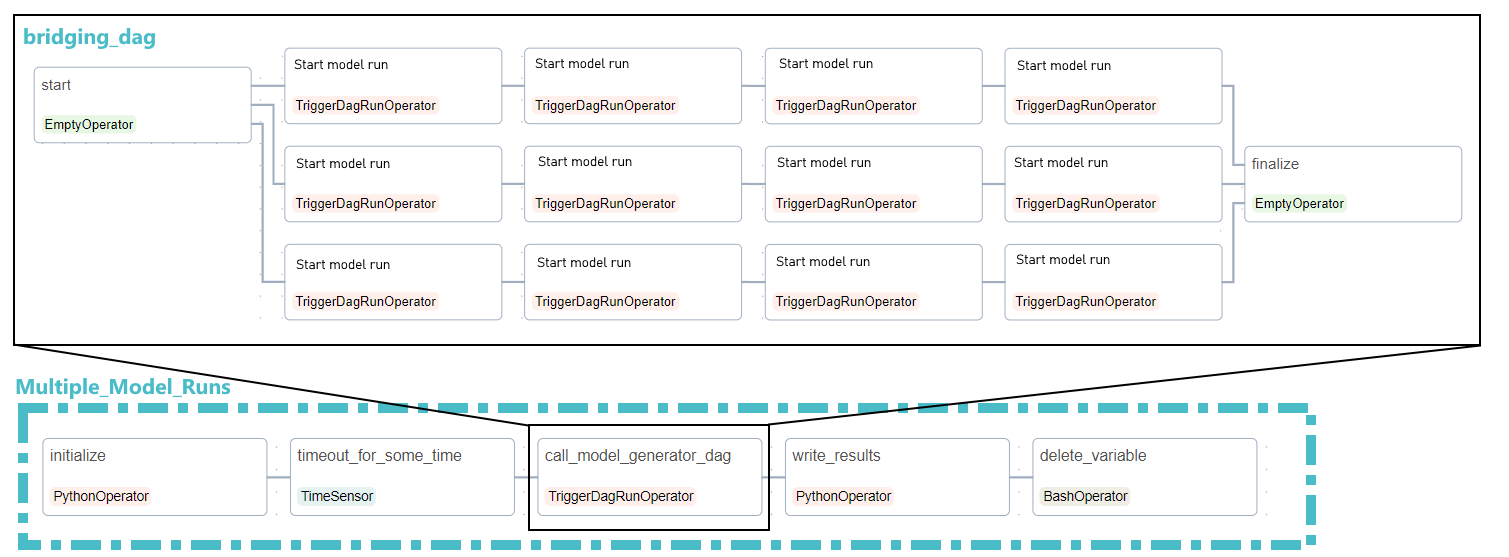 bridging_dag
start
EmptyOperator
Start model run
TriggerDagRunOperator
Start model run
TriggerDagRunOperator
Start model run
TriggerDagRunOperator
Start model run
TriggerDagRunOperator
Start model run
TriggerDagRunOperator
Start model run
TriggerDagRunOperator
Start model run
TriggerDagRunOperator
Start model run
TriggerDagRunOperator
Start model run
TriggerDagRunOperator
Start model run
TriggerDagRunOperator
Start model run
TriggerDagRunOperator
Start model run
TriggerDagRunOperator
finalize
EmptyOperator
Multiple_Model_Runs
initialize
PythonOperator
timeout_for_some_time
TimeSensor
call_model_generator_dag
TriggerDagRunOperator
write_results
PythonOperator
delete_variable
BashOperator